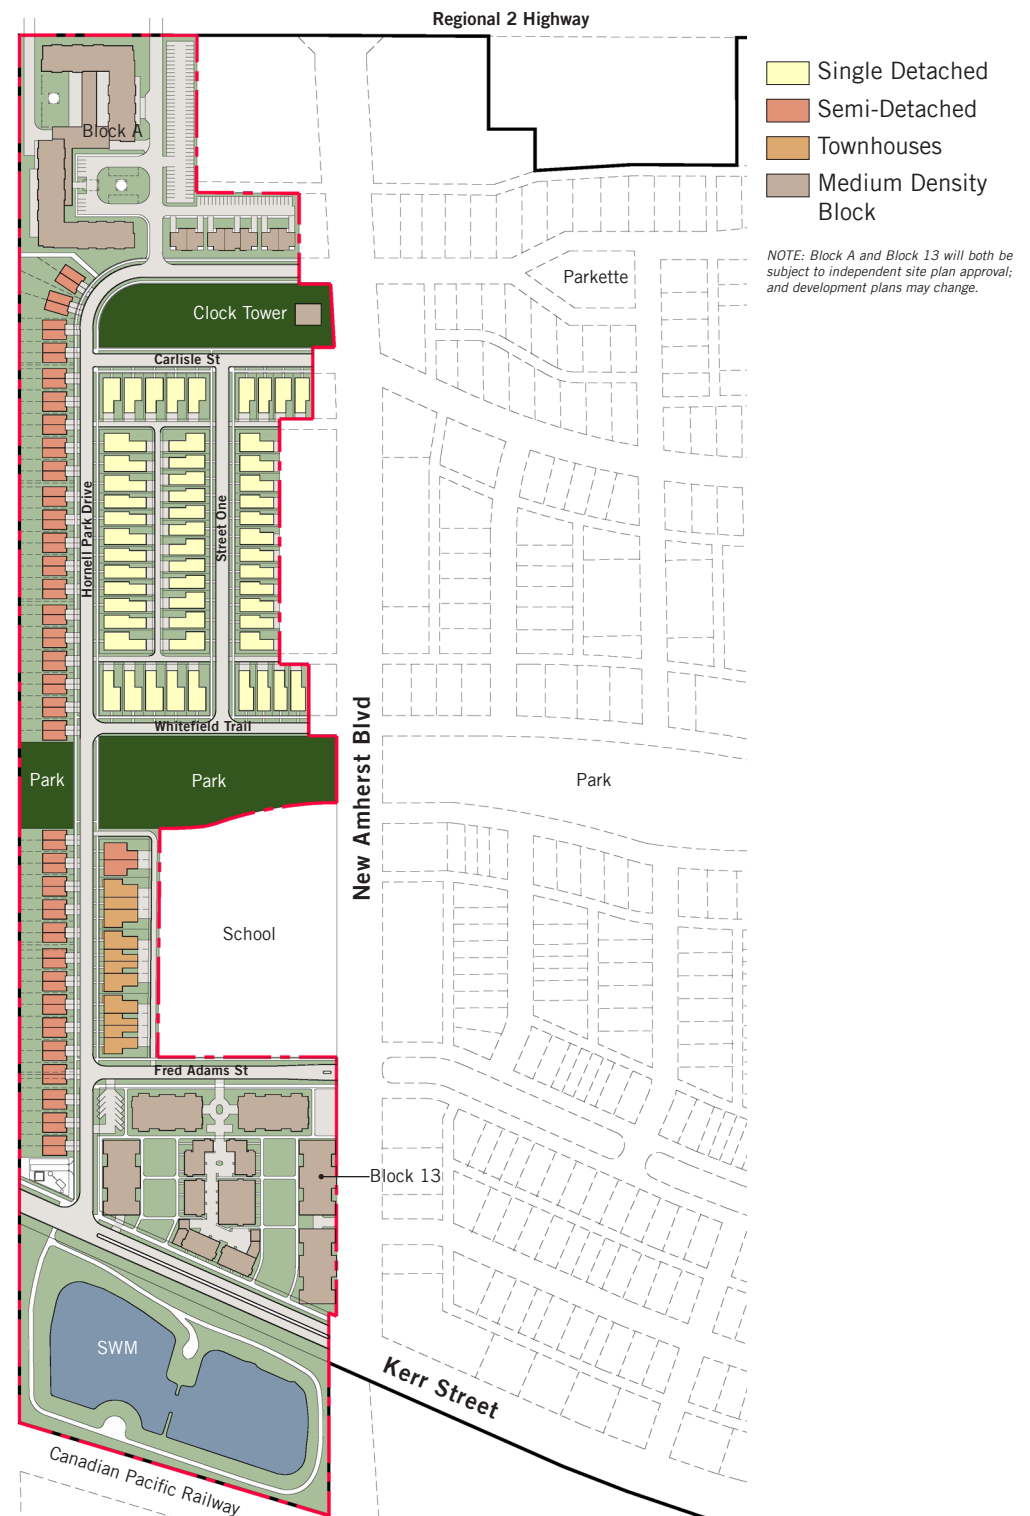 Regional 2 Highway
Single Detached
Semi-Detached
Townhouses
Medium Density
Block
NOTE: Block A and Block 13 will both be
subject to independent site plan approval;
and development plans may change.
Block A
Parkette
Clock Tower
Carlisle St
Hornell Park Drive
Street One
Whitefield Trail
New Amherst Blvd
Park
Park
Park
School
Fred Adams St
Block 13
SWM
Kerr Street
Canadian Pacific Railway